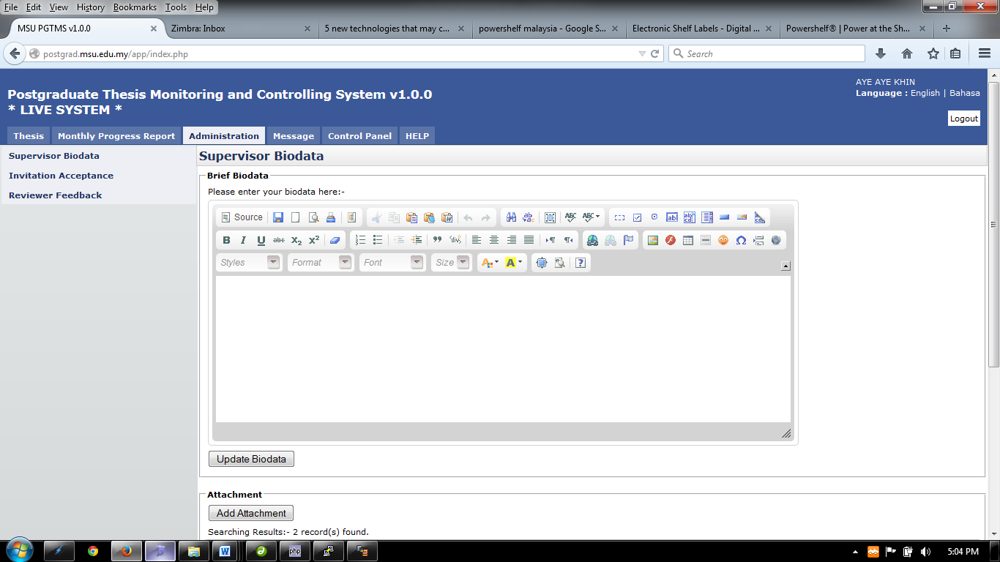 File Edit View History Bookmarks Tools Help
MSU PGTMS v1.0.0
Zimbra: Inbox
5 new technologies that may c...
powershelf malaysia - Google S...
Electronic Shelf Labels - Digital ...
Powershelf® | Power at the Sh...
postgrad.msu.edu.my/app/index.php
Search
AYE AYE KHIN
Language : English | Bahasa
Postgraduate Thesis Monitoring and Controlling System v1.0.0
* LIVE SYSTEM *
Logout
Thesis Monthly Progress Report Administration Message Control Panel HELP
Supervisor Biodata
Invitation Acceptance
Reviewer Feedback
Supervisor Biodata
Brief Biodata
Please enter your biodata here:-
Source
Styles Format Font Size
Update Biodata
Attachment
Add Attachment
Searching Results:- 2 record(s) found.
php
5:04 PM